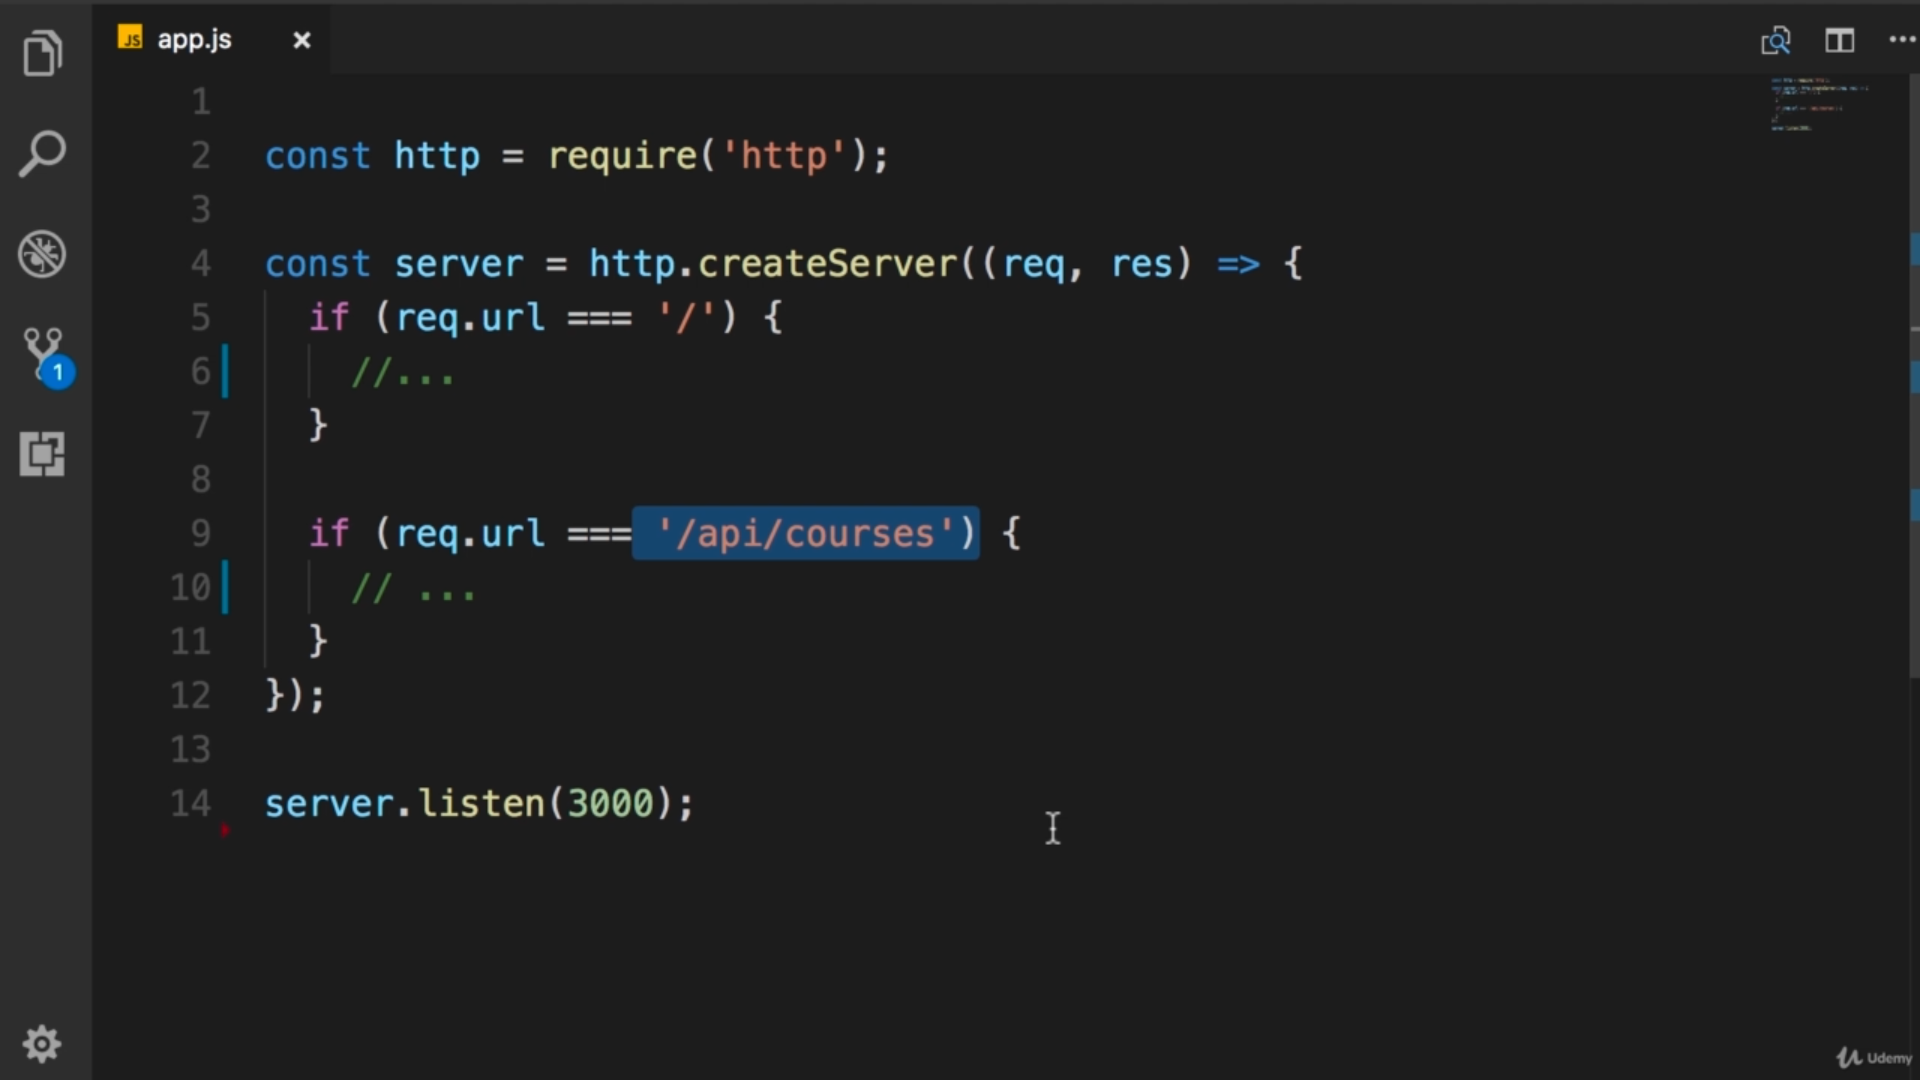 JS app.js
1
2 const http = require('http');
3
4 const server = http.createServer((req, res) => {
5 if (req.url === '/') {
6 //...
7 }
8
9 if (req.url === '/api/courses') {
10 // ...
11 }
12 });
13
14 server.listen(3000);
1
Udemy